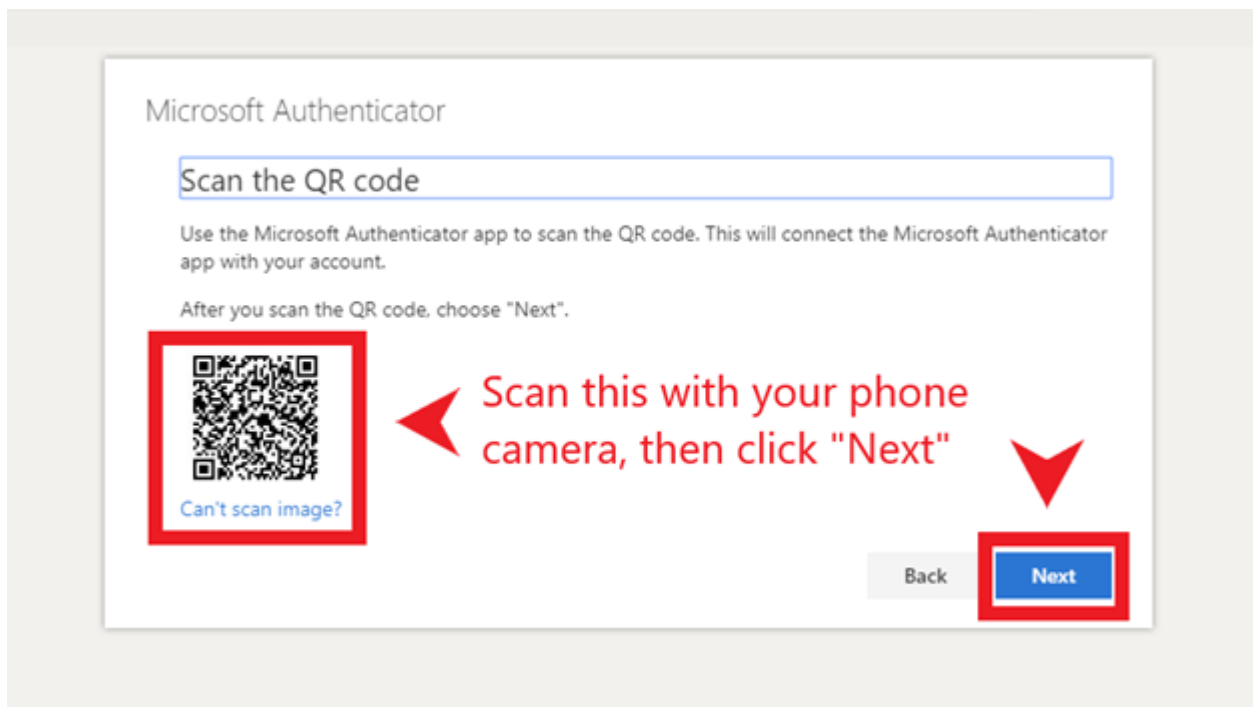 Microsoft Authenticator
Scan the QR code
Use the Microsoft Authenticator app to scan the QR code. This will connect the Microsoft Authenticator
app with your account.
After you scan the QR code, choose "Next".
Scan this with your phone
camera, then click "Next"
Can't scan image?
Back Next